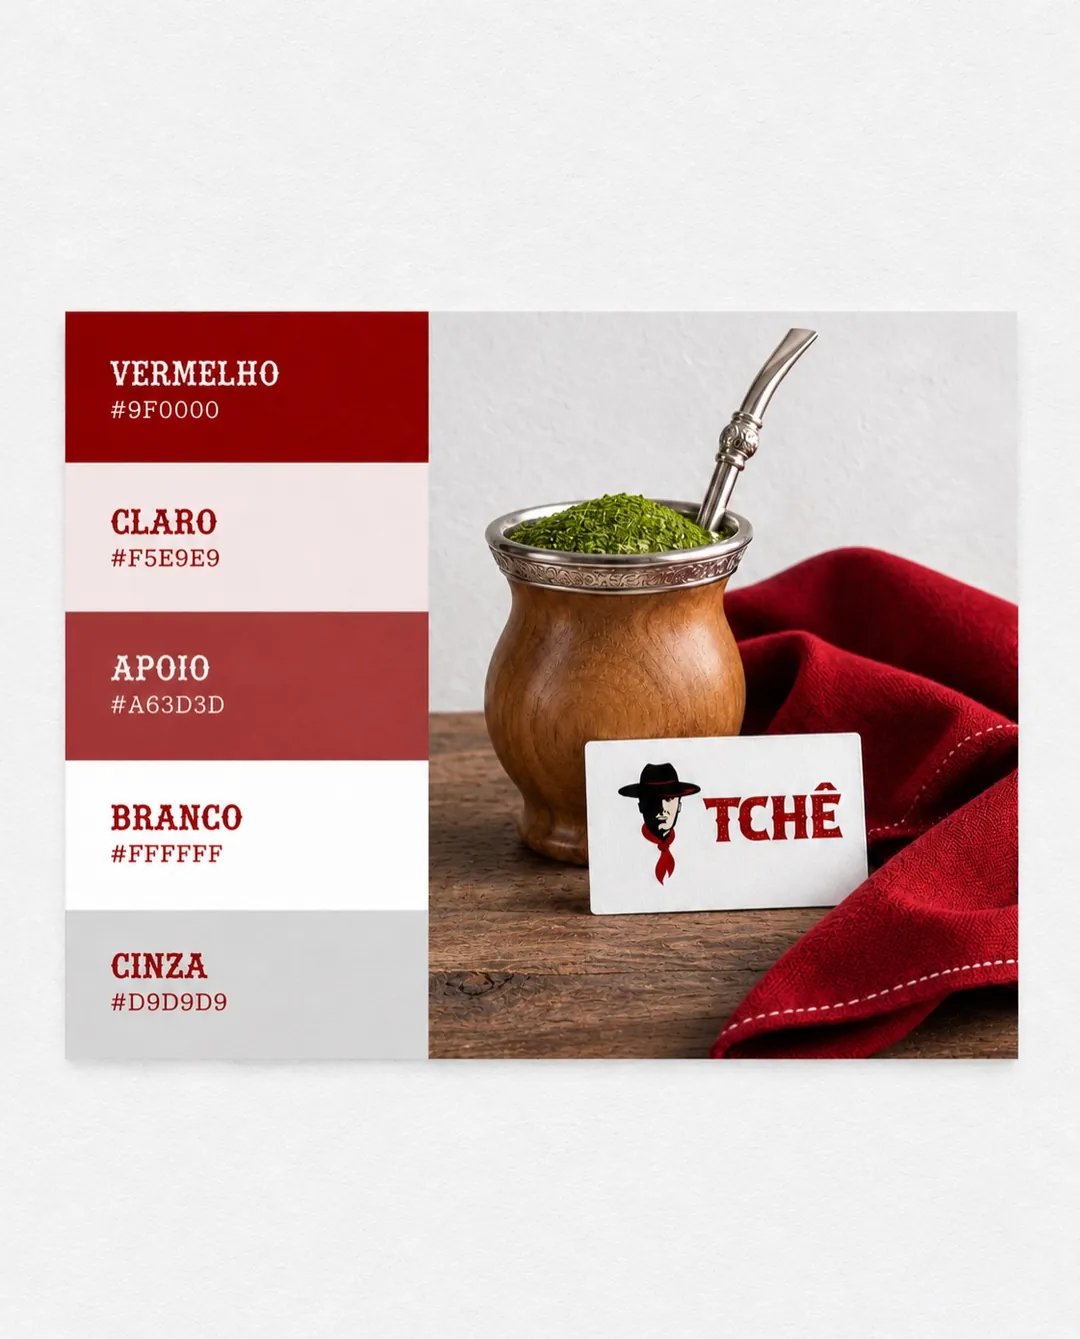 VERMELHO
#9F0000
CLARO
#F5E9E9
APOIO
#A63D3D
BRANCO
#FFFFFF
CINZA
#D9D9D9
TCHÊ